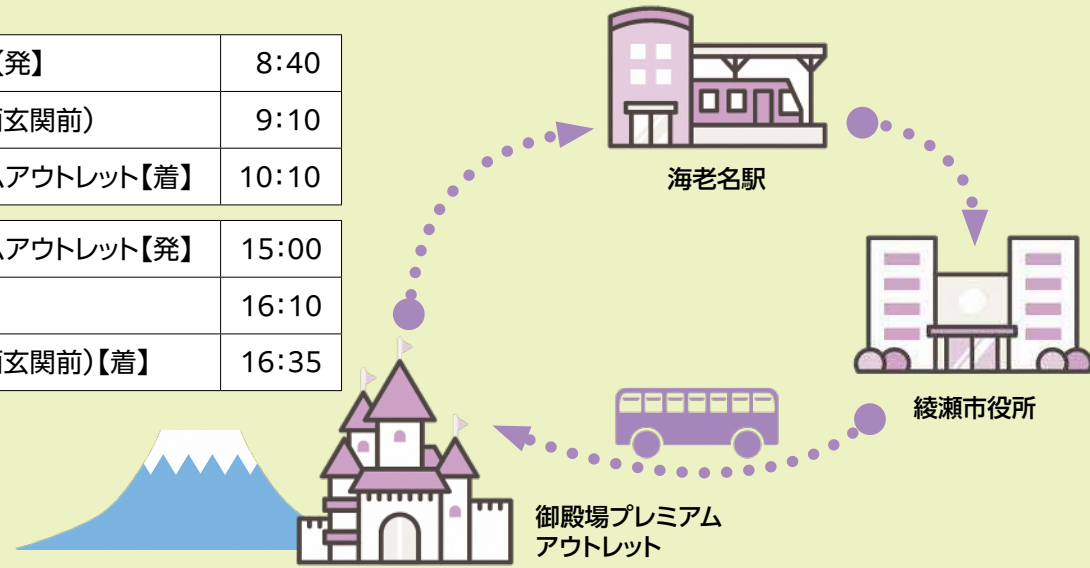 発】 8:40
玄関前） 9:10
アウトレット【着】 10:10
アウトレット【発】 15:00
16:10
玄関前）【着】 16:35
海老名駅
綾瀬市役所
御殿場プレミアム
アウトレット